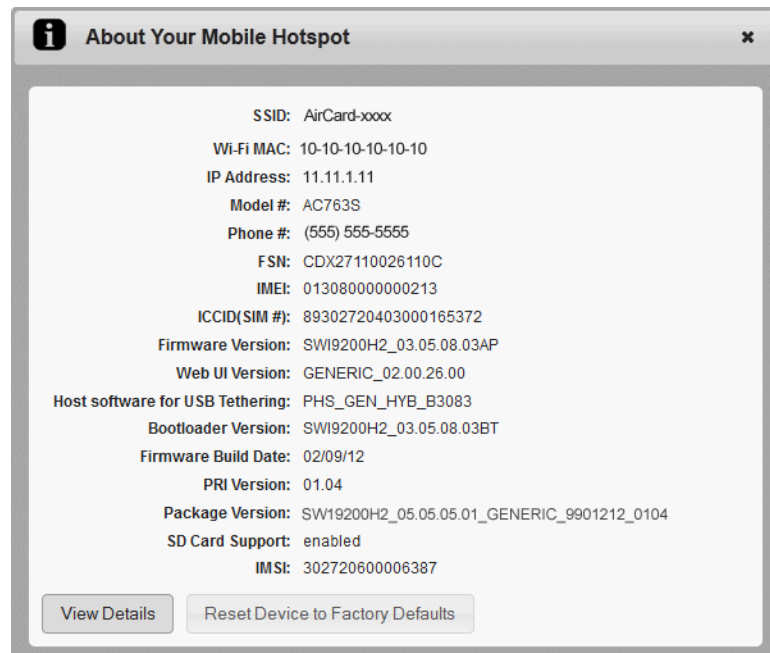 About Your Mobile Hotspot
SSID: AirCard-xxxx
Wi-Fi MAC: 10-10-10-10-10-10
IP Address: 11.11.1.11
Model #: AC763S
Phone #: (555) 555-5555
FSN: CDX27110026110C
IMEI: 013080000000213
ICCID(SIM #): 89302720403000165372
Firmware Version: SWI9200H2_03.05.08.03AP
Web UI Version: GENERIC_02.00.26.00
Host software for USB Tethering: PHS_GEN_HYB_B3083
Bootloader Version: SWI9200H2_03.05.08.03BT
Firmware Build Date: 02/09/12
PRI Version: 01.04
Package Version: SW19200H2_05.05.05.01_GENERIC_9901212_0104
SD Card Support: enabled
IMSI: 302720600006387
View Details Reset Device to Factory Defaults